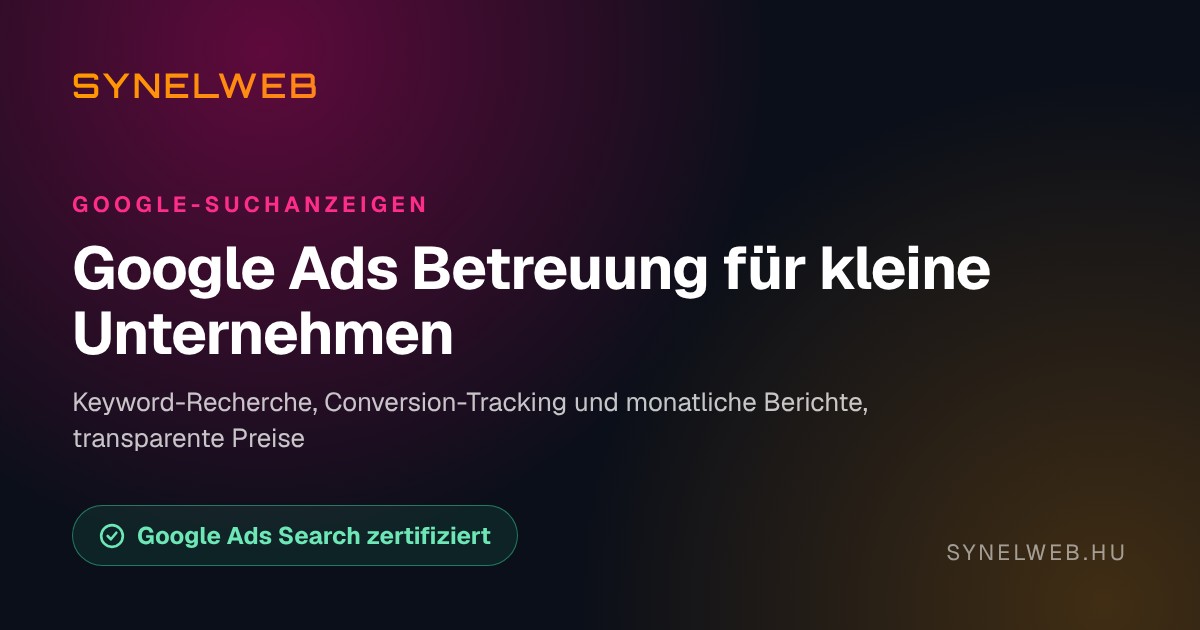 SYNELWEB
GOOGLE-SUCHANZEIGEN
Google Ads Betreuung für kleine
Unternehmen
Keyword-Recherche, Conversion-Tracking und monatliche Berichte,
transparente Preise
Google Ads Search zertifiziert
SYNELWEB.HU